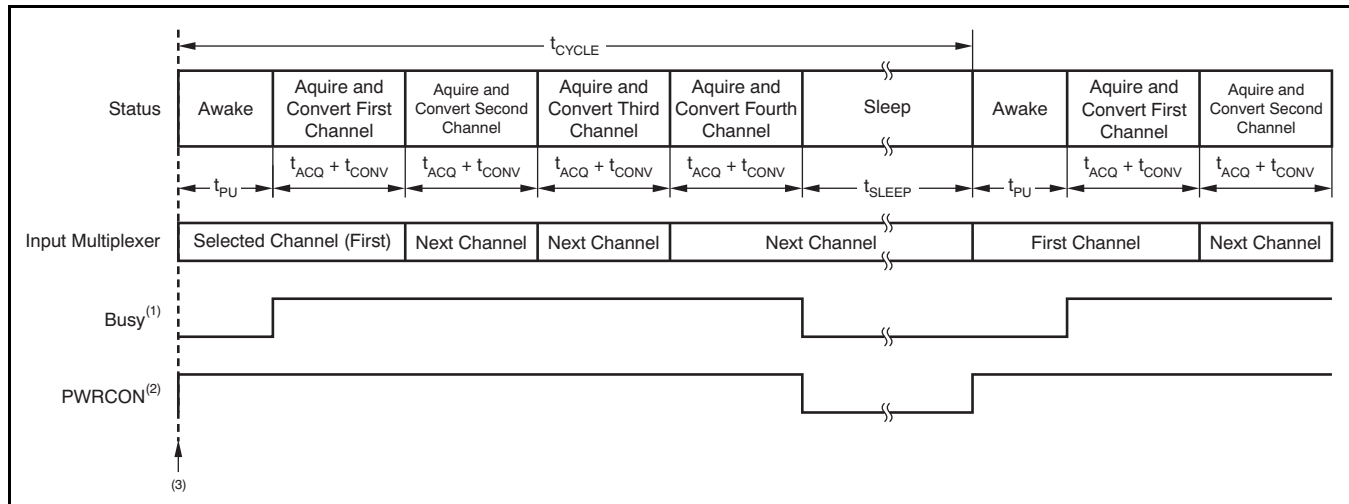 tCYCLE
Status
Awake
Aquire and
Convert First
Channel
Aquire and
Convert Second
Channel
Aquire and
Convert Third
Channel
Aquire and
Convert Fourth
Channel
Sleep
Awake
Aquire and
Convert First
Channel
Aquire and
Convert Second
Channel
tPU
tACQ + tCONV
tACQ + tCONV
tACQ + tCONV
tACQ + tCONV
tSLEEP
tPU
tACQ + tCONV
tACQ + tCONV
Input Multiplexer
Selected Channel (First)
Next Channel
Next Channel
Next Channel
First Channel
Next Channel
Busy(1)
PWRCON(2)
(3)